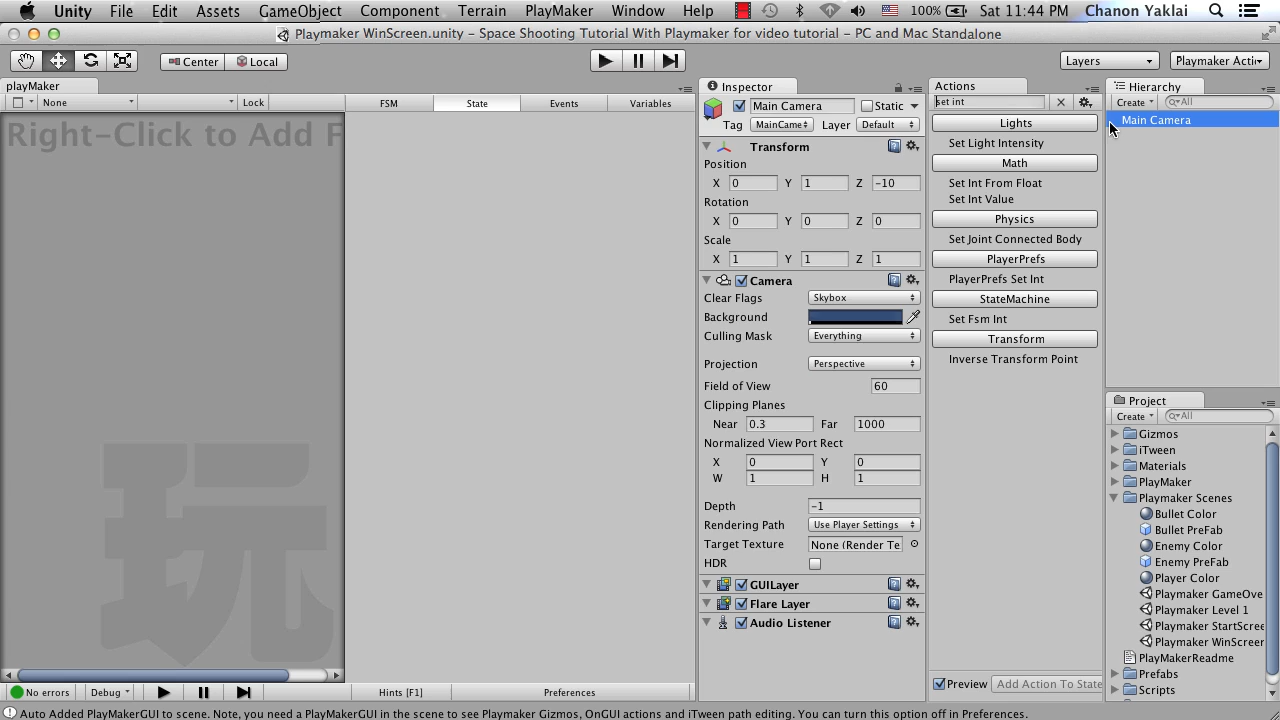 Unity File Edit Assets GameObject Component Terrain PlayMaker Window Help 100% Sat 11:44 PM Chanon Yaklai
Playmaker WinScreen.unity - Space Shooting Tutorial With Playmaker for video tutorial - PC and Mac Standalone
Center Local Layers Playmaker Acti
playMaker
None Lock FSM State Events Variables
Right-Click to Add F
玩
No errors Debug Hints [F1] Preferences
Inspector
Main Camera Static
Tag MainCame Layer Default
Transform
Position
X 0 Y 1 Z -10
Rotation
X 0 Y 0 Z 0
Scale
X 1 Y 1 Z 1
Camera
Clear Flags Skybox
Background
Culling Mask Everything
Projection Perspective
Field of View 60
Clipping Planes
Near 0.3 Far 1000
Normalized View Port Rect
X 0 Y 0
W 1 H 1
Depth -1
Rendering Path Use Player Settings
Target Texture None (Render Te
HDR
GUILayer
Flare Layer
Audio Listener
Actions
set int
Lights
Set Light Intensity
Math
Set Int From Float
Set Int Value
Physics
Set Joint Connected Body
PlayerPrefs
PlayerPrefs Set Int
StateMachine
Set Fsm Int
Transform
Inverse Transform Point
Preview Add Action To State
Hierarchy
Create All
Main Camera
Project
Create All
Gizmos
iTween
Materials
PlayMaker
Playmaker Scenes
Bullet Color
Bullet PreFab
Enemy Color
Enemy PreFab
Player Color
Playmaker GameOve
Playmaker Level 1
Playmaker StartScree
Playmaker WinScreen
PlayMakerReadme
Prefabs
Scripts
Auto Added PlayMakerGUI to scene. Note, you need a PlayMakerGUI in the scene to see Playmaker Gizmos, OnGUI actions and iTween path editing. You can turn this option off in Preferences.